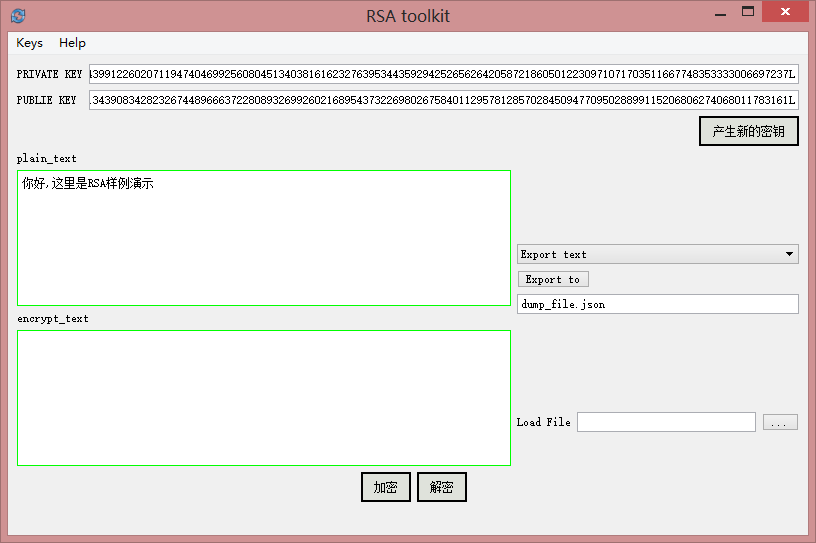 RSA toolkit
Keys Help
PRIVATE KEY 399122602071194740469925608045134038161623276395344359294252656264205872186050122309710717035116677483533330066972​37L
PUBLIE KEY .343908342823267448966637228089326992602168954373226980267584011295781285702845094770950288991152068062740680117831​61L
产生新的密钥
plain_text
你好,这里是RSA样例演示
Export text
Export to
dump_file.json
encrypt_text
Load File ...
加密 解密